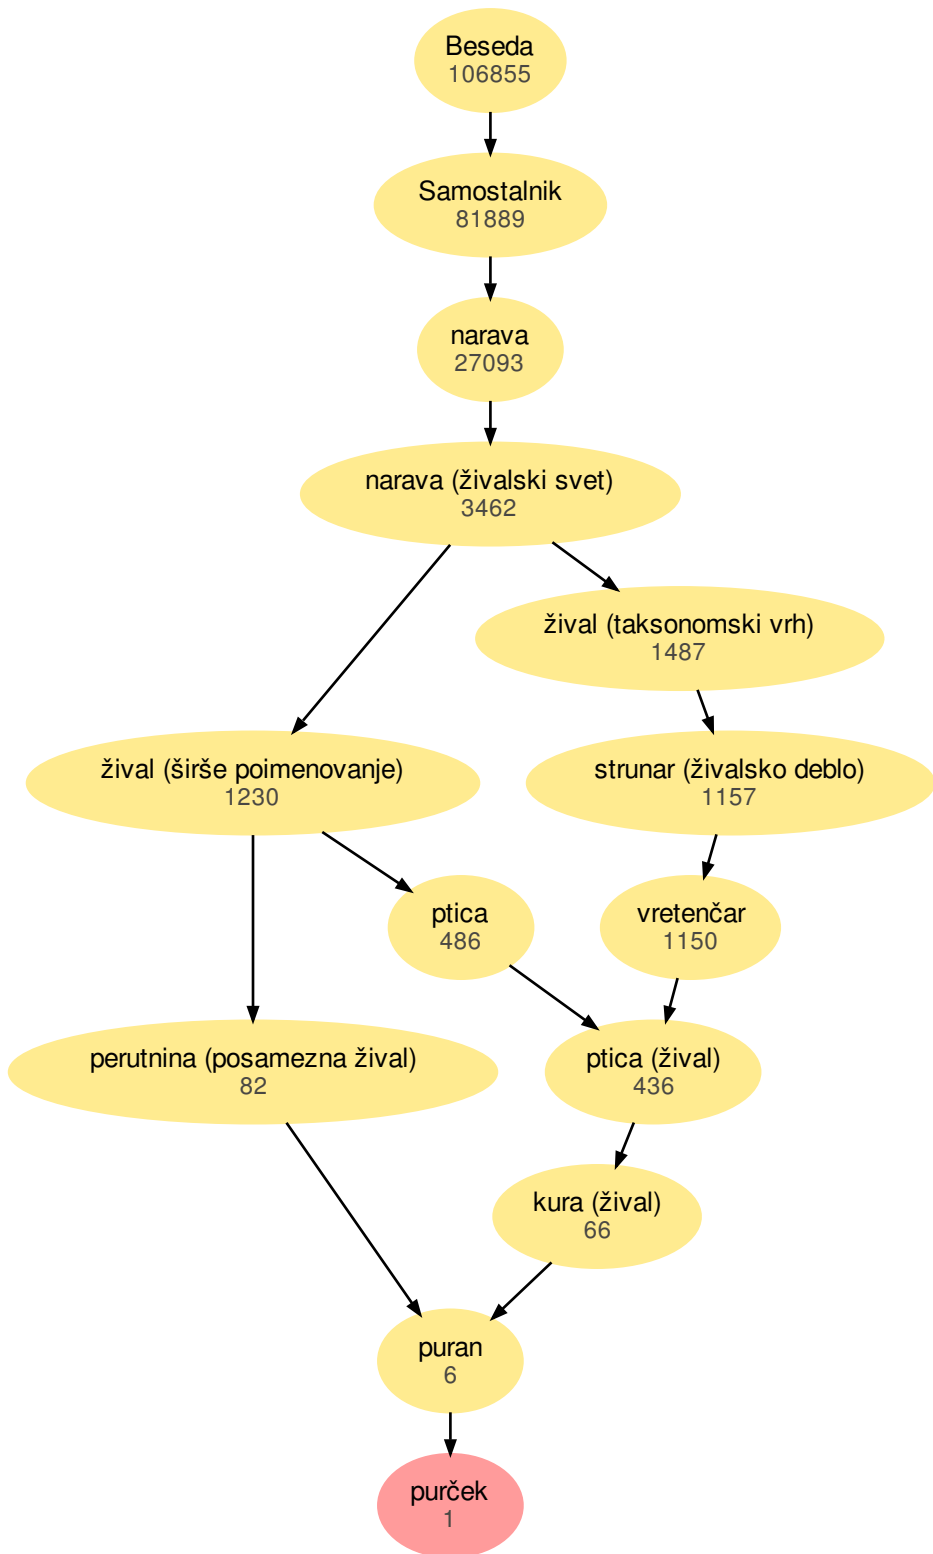 Beseda
106855
Samostalnik
81889
narava
27093
narava (živalski svet)
3462
žival (taksonomski vrh)
1487
žival (širše poimenovanje)
1230
strunar (živalsko deblo)
1157
ptica
486
vretenčar
1150
perutnina (posamezna žival)
82
ptica (žival)
436
kura (žival)
66
puran
6
purček
1